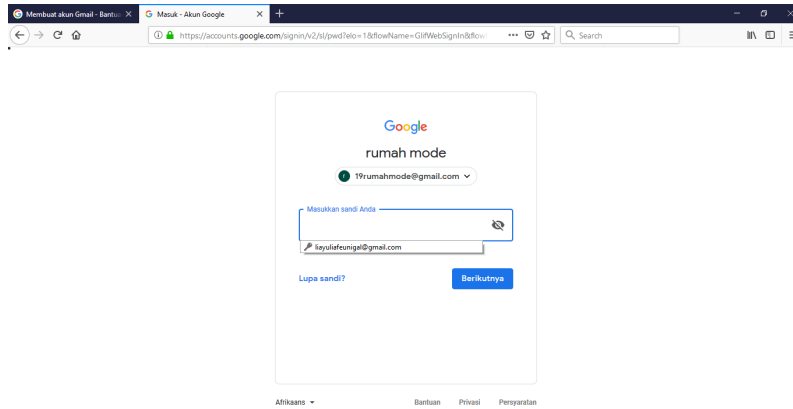 Membuat akun Gmail - Bantua
Masuk - Akun Google
https://accounts.google.com/signin/v2/sl/pwd?elo=1&flowName=GlifWebSignIn&flow
Search
Google
rumah mode
r 19rumahmode@gmail.com
Masukkan sandi Anda
liayuliafeunigal@gmail.com
Lupa sandi?
Berikutnya
Afrikaans
Bantuan
Privasi
Persyaratan